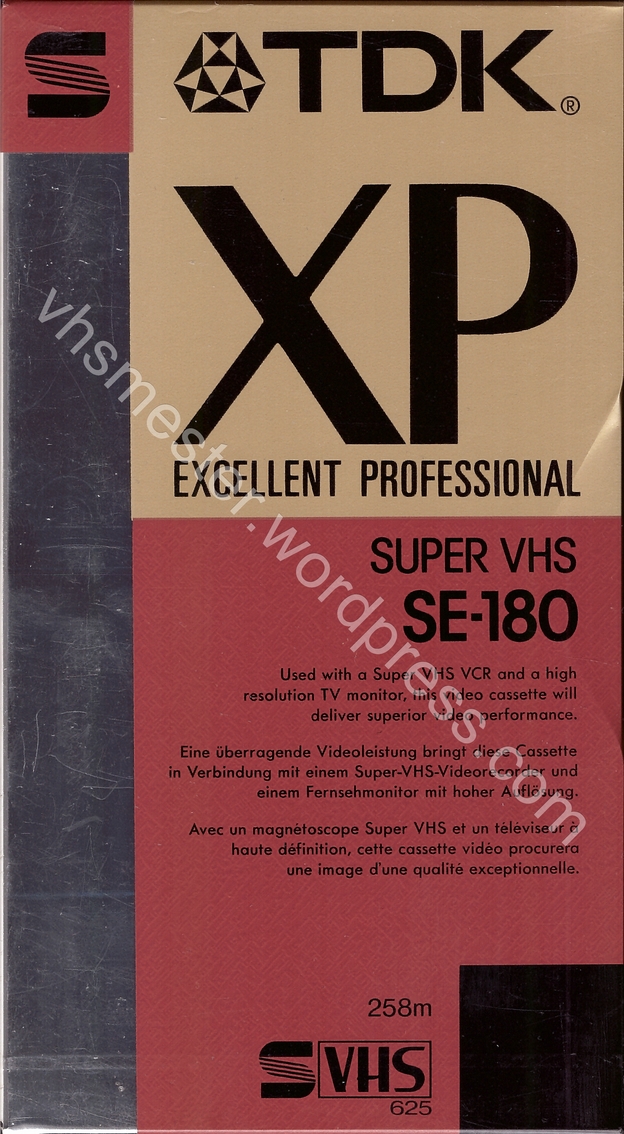 S TDK®
XP
EXCELLENT PROFESSIONAL
SUPER VHS
SE-180
Used with a Super VHS VCR and a high
resolution TV monitor, this video cassette will
deliver superior video performance.
Eine überragende Videoleistung bringt diese Cassette
in Verbindung mit einem Super-VHS-Videorecorder und
einem Fernsehmonitor mit hoher Auflösung.
Avec un magnétoscope Super VHS et un téléviseur à
haute définition, cette cassette vidéo procurera
une image d'une qualité exceptionnelle.
258m
S VHS
625
vhsmester.wordpress.com